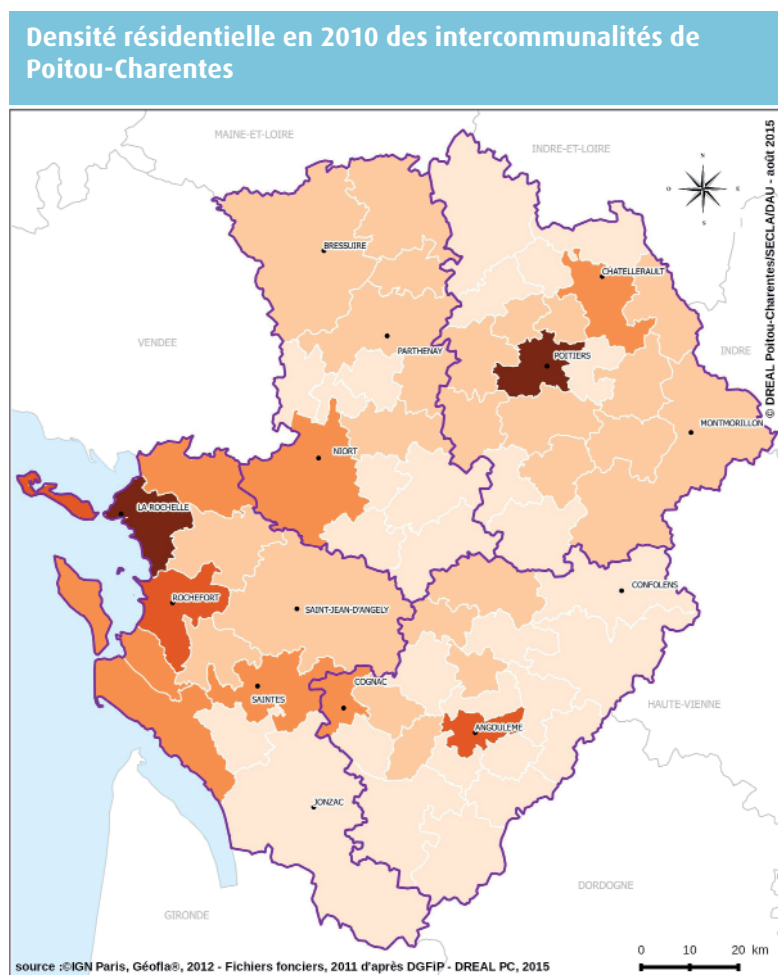 Densité résidentielle en 2010 des intercommunalités de
Poitou-Charentes
MAINE-ET-LOIRE
INDRE-ET-LOIRE
© DREAL Poitou-Charentes/SECLA/DAU - août 2015
N
O
E
S
BRESSUIRE
CHATELLERAULT
VENDEE
PARTHENAY
POITIERS
INDRE
MONTMORILLON
NIORT
LA ROCHELLE
CONFOLENS
ROCHEFORT
SAINT-JEAN-D'ANGELY
COGNAC
SAINTES
HAUTE-VIENNE
ANGOULEME
JONZAC
DORDOGNE
GIRONDE
source :©IGN Paris, Géofla®, 2012 - Fichiers fonciers, 2011 d'après DGFiP - DREAL PC, 2015
0 10 20 km